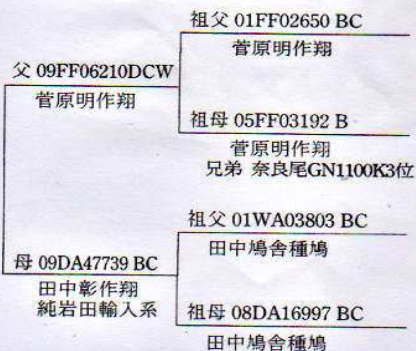 祖父 01FF02650 BC
菅原明作翔
父 09FF06210DCW
菅原明作翔
祖母 05FF03192 B
菅原明作翔
兄弟 奈良尾GN1100K3位
祖父 01WA03803 BC
田中鳩舎種鳩
母 09DA47739 BC
田中彰作翔
純岩田輸入系
祖母 08DA16997 BC
田中鳩舎種鳩